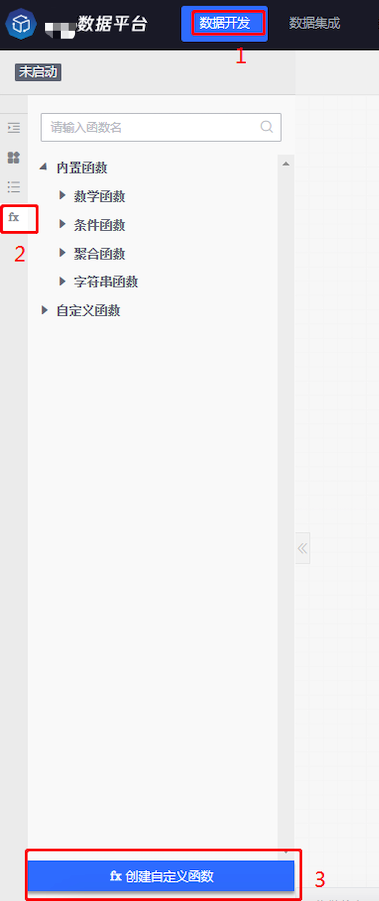 数据平台 数据开发 数据集成
1
未启动
请输入函数名
内置函数
数学函数
fx 条件函数
2 聚合函数
字符串函数
自定义函数
fx 创建自定义函数 3